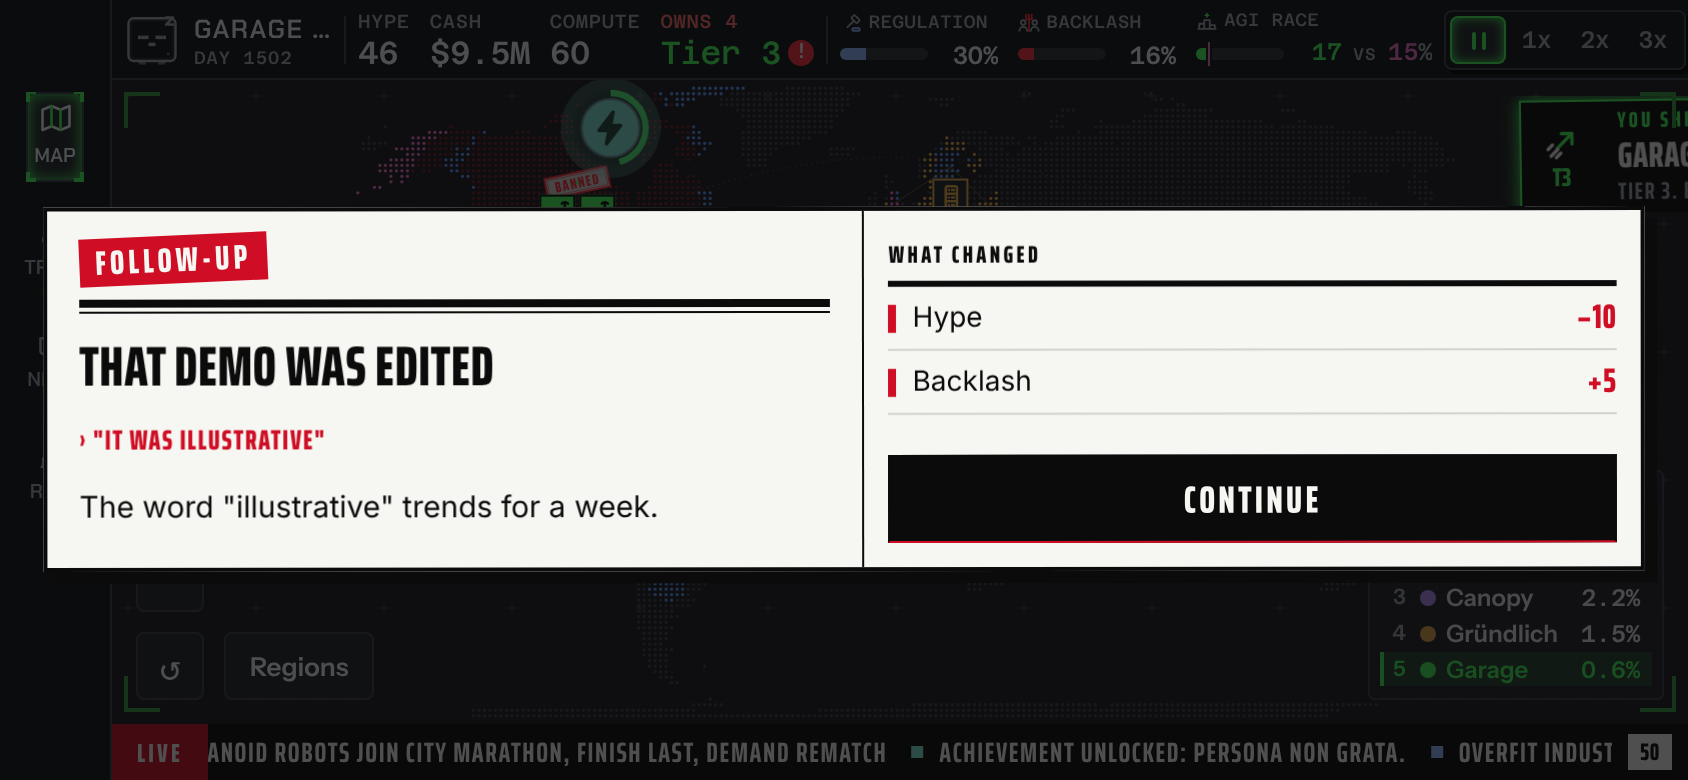 GARAGE ...
DAY 1502
HYPE
46
CASH
$9.5M
COMPUTE
60
OWNS 4
Tier 3 !
REGULATION
30%
BACKLASH
16%
AGI RACE
17 VS 15%
1x
2x
3x
MAP
BANNED
T3
TIER 3.
FOLLOW-UP
THAT DEMO WAS EDITED
› "IT WAS ILLUSTRATIVE"
The word "illustrative" trends for a week.
WHAT CHANGED
Hype
–10
Backlash
+5
CONTINUE
3 Canopy 2.2%
4 Gründlich 1.5%
5 Garage 0.6%
Regions
LIVE
ANOID ROBOTS JOIN CITY MARATHON, FINISH LAST, DEMAND REMATCH
ACHIEVEMENT UNLOCKED: PERSONA NON GRATA.
OVERFIT INDUST
50